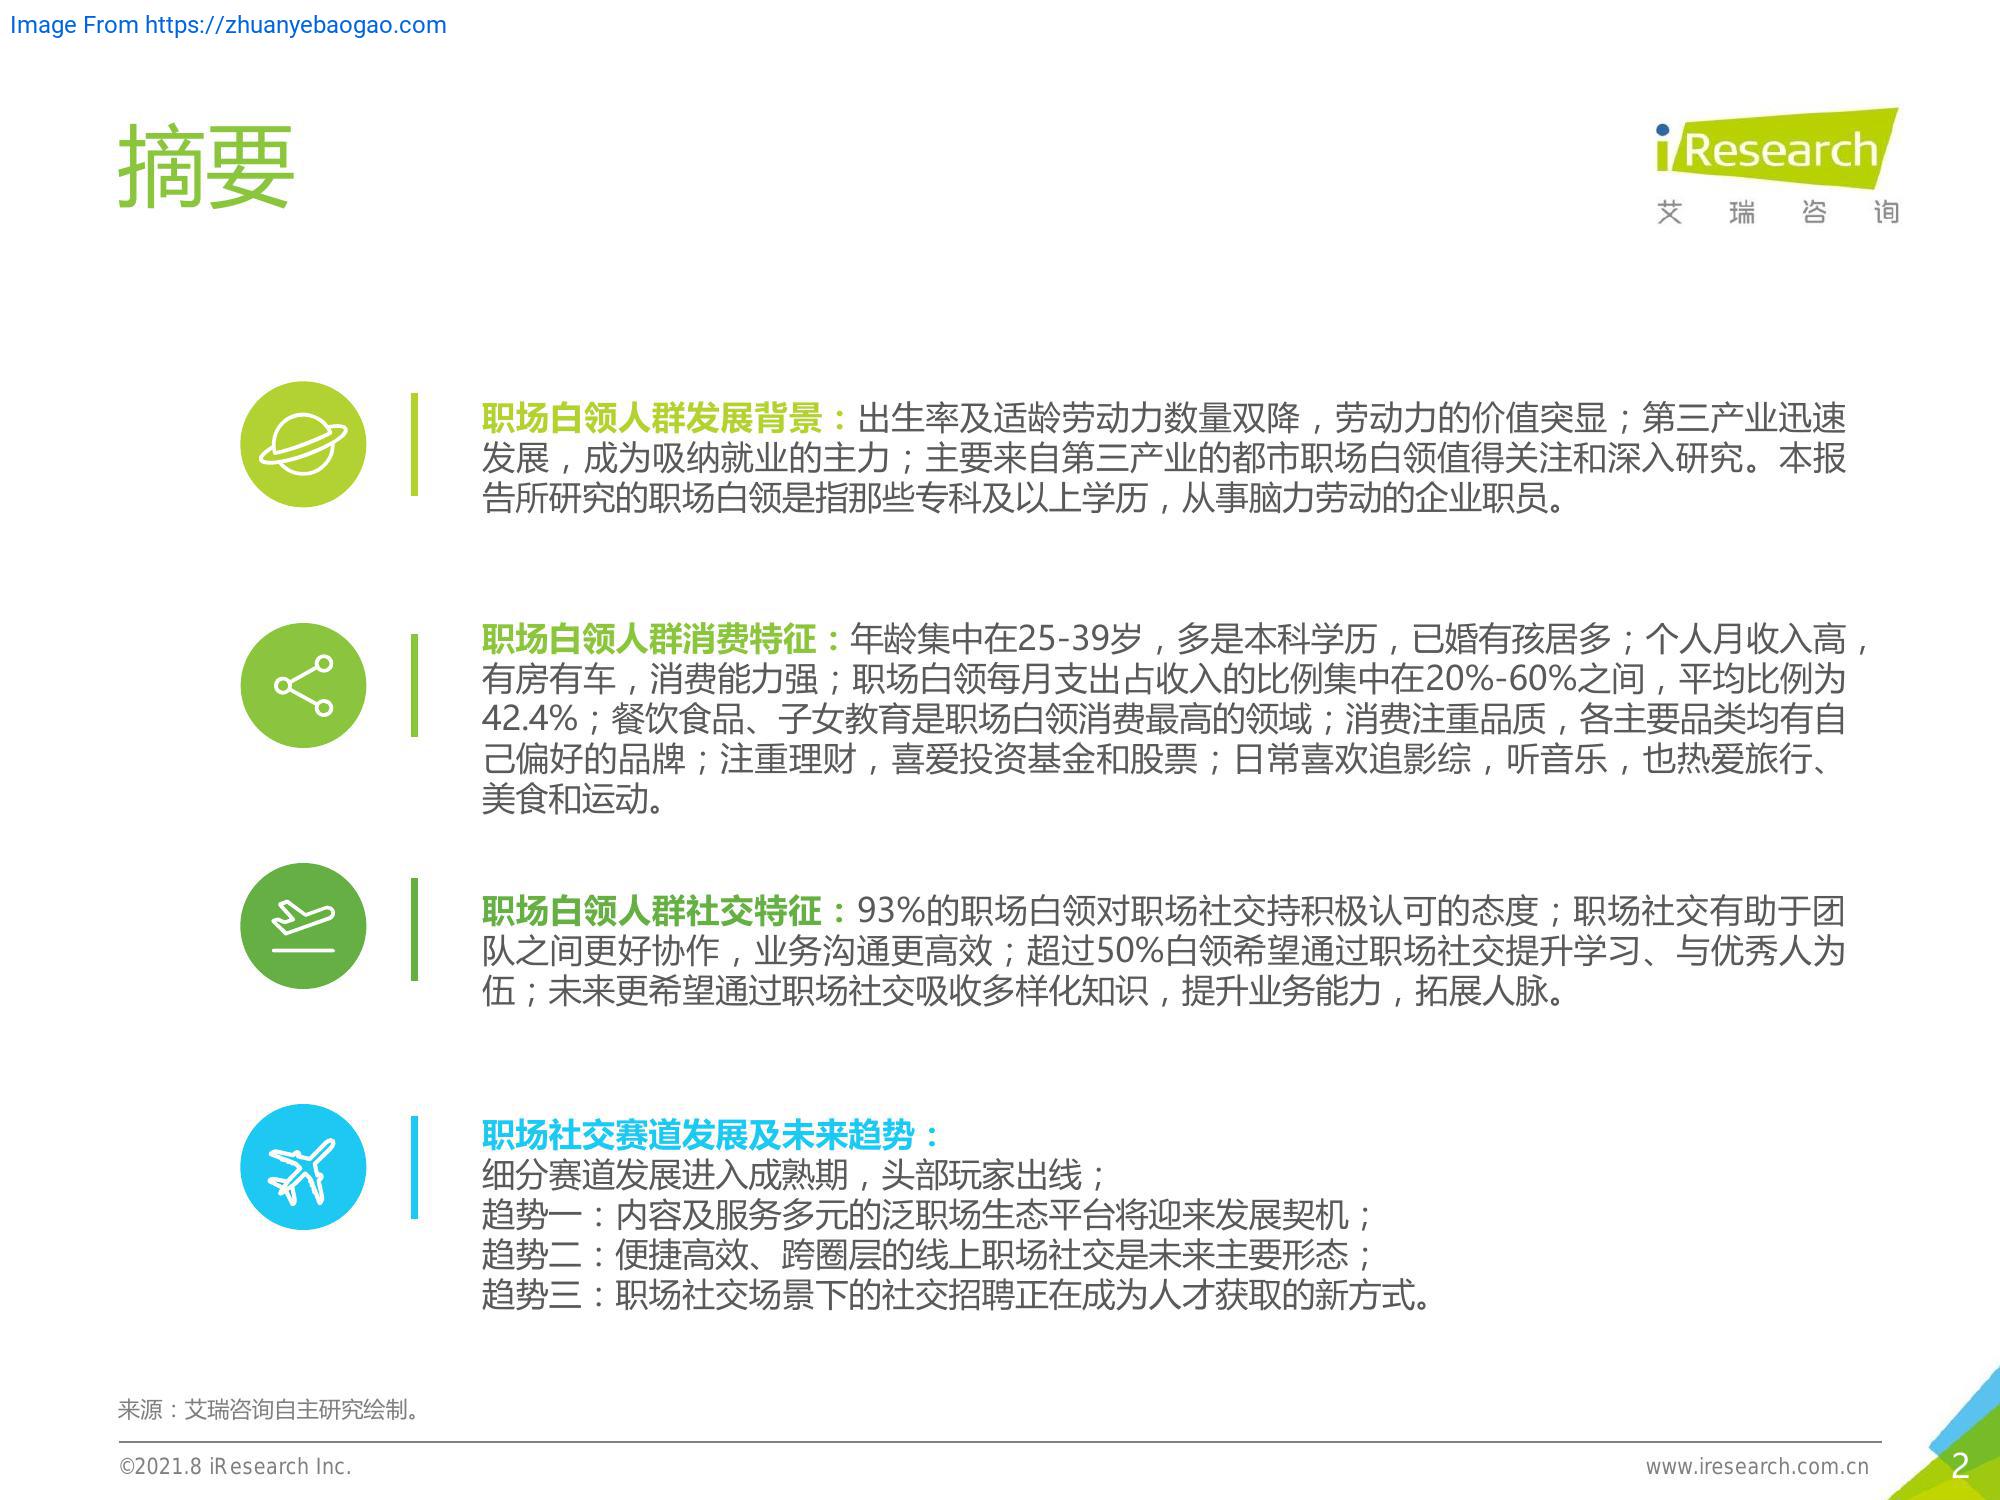 Image From https://zhuanyebaogao.com
摘要
iResearch
艾瑞咨询
职场白领人群发展背景：出生率及适龄劳动力数量双降，劳动力的价值突显；第三产业迅速
发展，成为吸纳就业的主力；主要来自第三产业的都市职场白领值得关注和深入研究。本报
告所研究的职场白领是指那些专科及以上学历，从事脑力劳动的企业职员。
职场白领人群消费特征：年龄集中在25-39岁，多是本科学历，已婚有孩居多；个人月收入高，
有房有车，消费能力强；职场白领每月支出占收入的比例集中在20%-60%之间，平均比例为
42.4%；餐饮食品、子女教育是职场白领消费最高的领域；消费注重品质，各主要品类均有自
己偏好的品牌；注重理财，喜爱投资基金和股票；日常喜欢追影综，听音乐，也热爱旅行、
美食和运动。
职场白领人群社交特征：93%的职场白领对职场社交持积极认可的态度；职场社交有助于团
队之间更好协作，业务沟通更高效；超过50%白领希望通过职场社交提升学习、与优秀人为
伍；未来更希望通过职场社交吸收多样化知识，提升业务能力，拓展人脉。
职场社交赛道发展及未来趋势：
细分赛道发展进入成熟期，头部玩家出线；
趋势一：内容及服务多元的泛职场生态平台将迎来发展契机；
趋势二：便捷高效、跨圈层的线上职场社交是未来主要形态；
趋势三：职场社交场景下的社交招聘正在成为人才获取的新方式。
来源：艾瑞咨询自主研究绘制。
©2021.8 iResearch Inc.
www.iresearch.com.cn
2